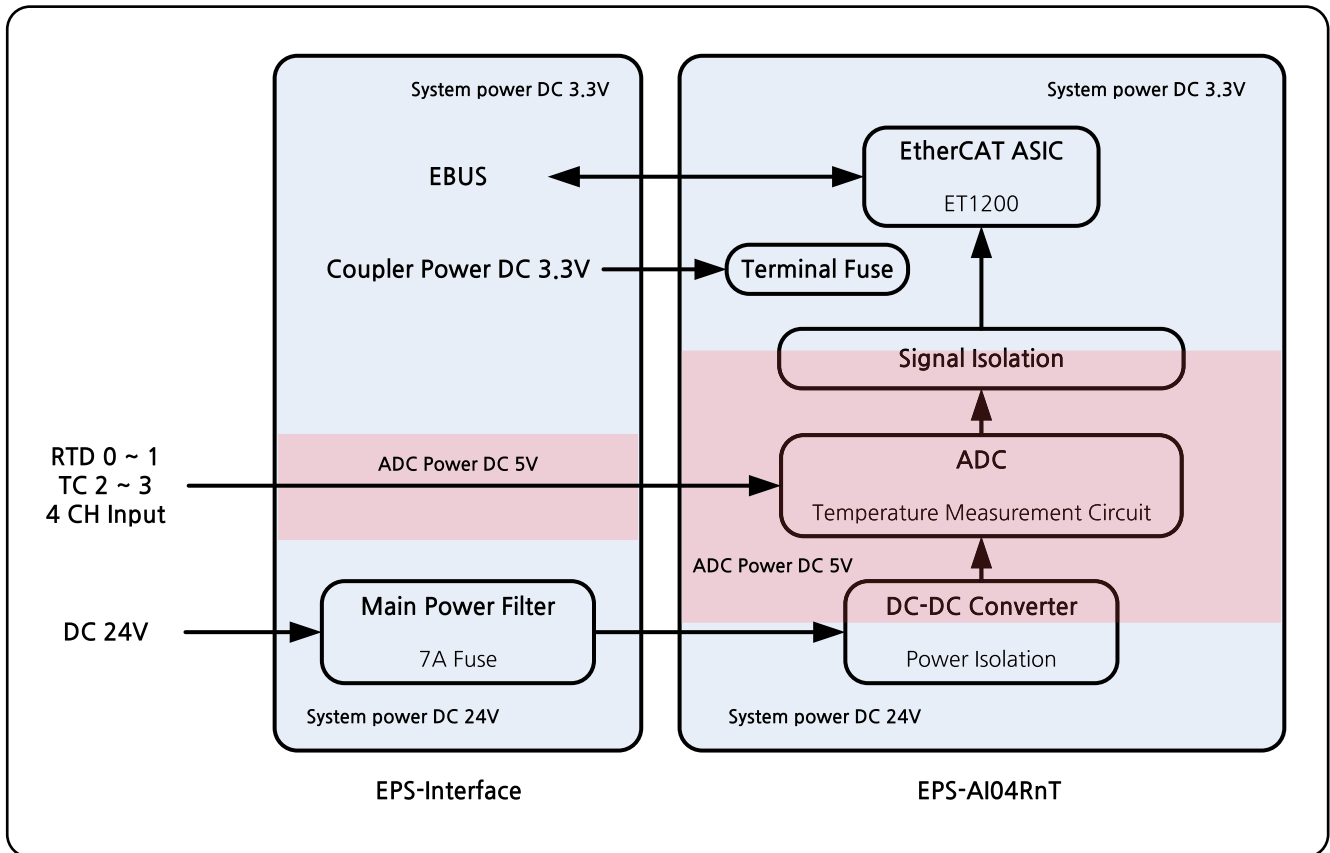 System power DC 3.3V
System power DC 3.3V
EtherCAT ASIC
ET1200
EBUS
Coupler Power DC 3.3V
Terminal Fuse
Signal Isolation
RTD 0 ~ 1
TC 2 ~ 3
4 CH Input
ADC Power DC 5V
ADC
Temperature Measurement Circuit
ADC Power DC 5V
DC 24V
Main Power Filter
7A Fuse
DC-DC Converter
Power Isolation
System power DC 24V
System power DC 24V
EPS-Interface
EPS-AI04RnT